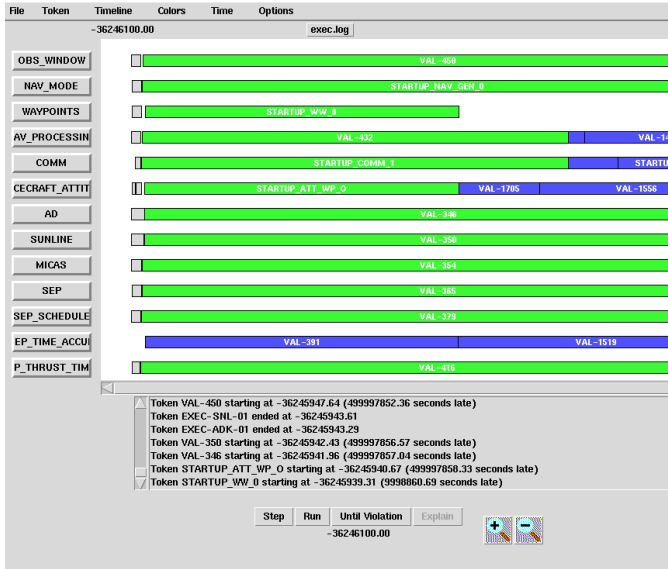 File Token Timeline Colors Time Options
-36246100.00 exec.log
OBS_WINDOW VAL-450
NAV_MODE STARTUP_NAV_GEN_0
WAYPOINTS STARTUP_WW_0
AV_PROCESSIN VAL-432 VAL-14
COMM STARTUP_COMM_1 STARTU
CECRAFT_ATTIT STARTUP_ATT_WP_O VAL-1705 VAL-1556
AD VAL-346
SUNLINE VAL-350
MICAS VAL-354
SEP VAL-365
SEP_SCHEDULE VAL-379
EP_TIME_ACCU VAL-391 VAL-1519
P_THRUST_TIM VAL-416
Token VAL-450 starting at -36245947.64 (499997852.36 seconds late)
Token EXEC-SNL-01 ended at -36245943.61
Token EXEC-ADK-01 ended at -36245943.29
Token VAL-350 starting at -36245942.43 (499997856.57 seconds late)
Token VAL-346 starting at -36245941.96 (499997857.04 seconds late)
Token STARTUP_ATT_WP_O starting at -36245940.67 (499997858.33 seconds late)
Token STARTUP_WW_0 starting at -36245939.31 (9998860.69 seconds late)
Step Run Until Violation Explain
-36246100.00